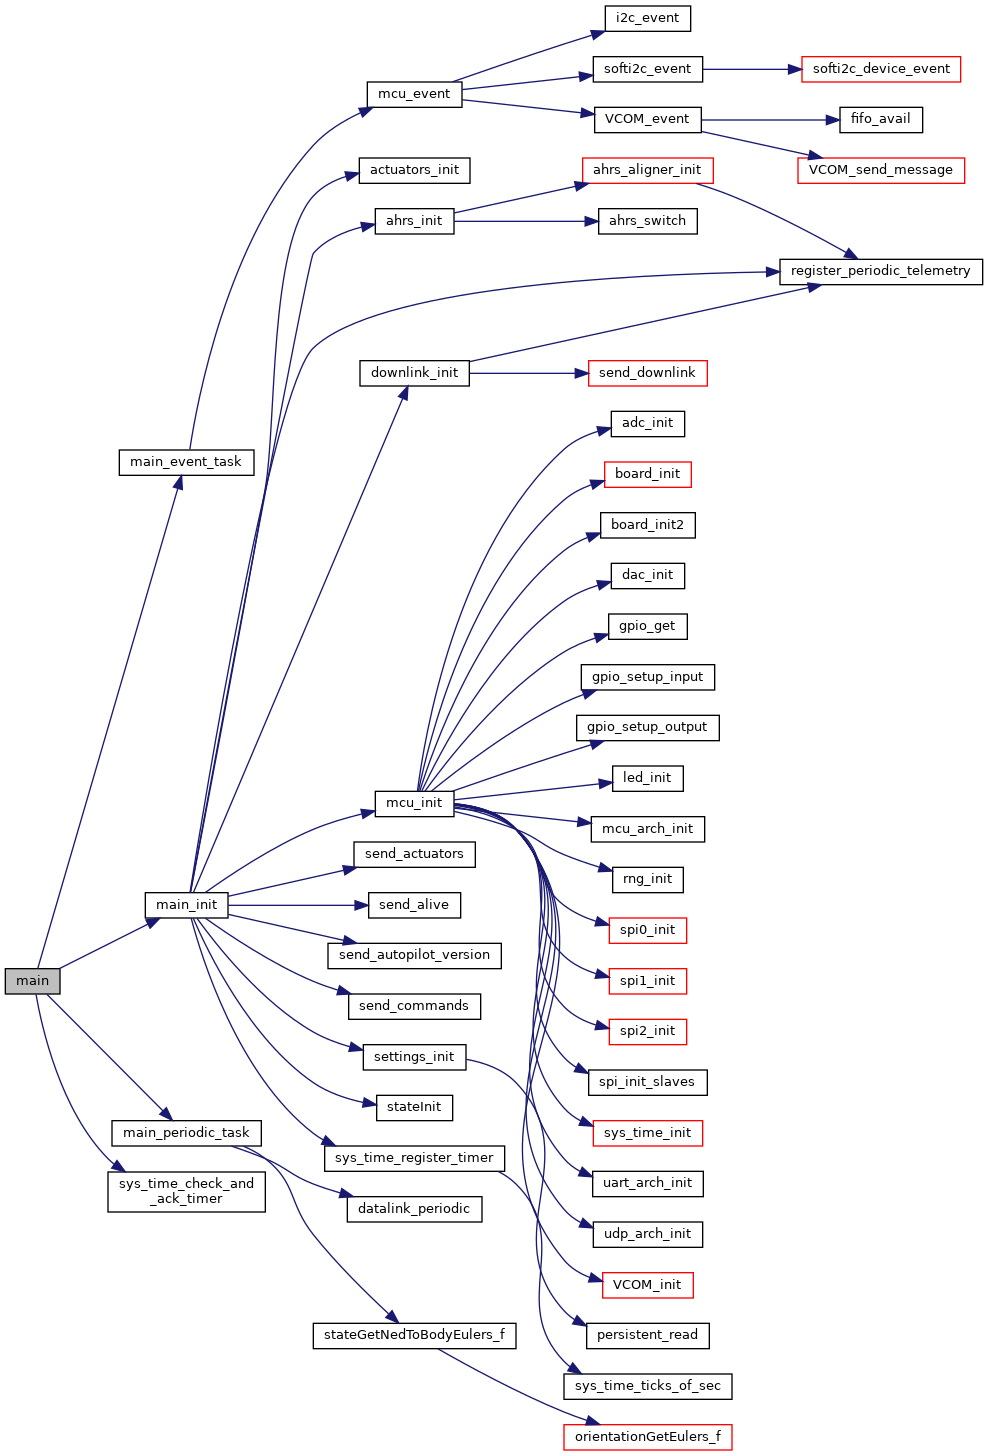 i2c_event
softi2c_event
softi2c_device_event
mcu_event
VCOM_event
fifo_avail
actuators_init
ahrs_aligner_init
VCOM_send_message
ahrs_init
ahrs_switch
register_periodic_telemetry
downlink_init
send_downlink
adc_init
main_event_task
board_init
board_init2
dac_init
gpio_get
gpio_setup_input
gpio_setup_output
led_init
mcu_init
mcu_arch_init
send_actuators
rng_init
main_init
send_alive
spi0_init
send_autopilot_version
main
spi1_init
send_commands
spi2_init
settings_init
spi_init_slaves
stateInit
main_periodic_task
sys_time_init
sys_time_register_timer
sys_time_check_and
_ack_timer
uart_arch_init
datalink_periodic
udp_arch_init
VCOM_init
stateGetNedToBodyEulers_f
persistent_read
sys_time_ticks_of_sec
orientationGetEulers_f